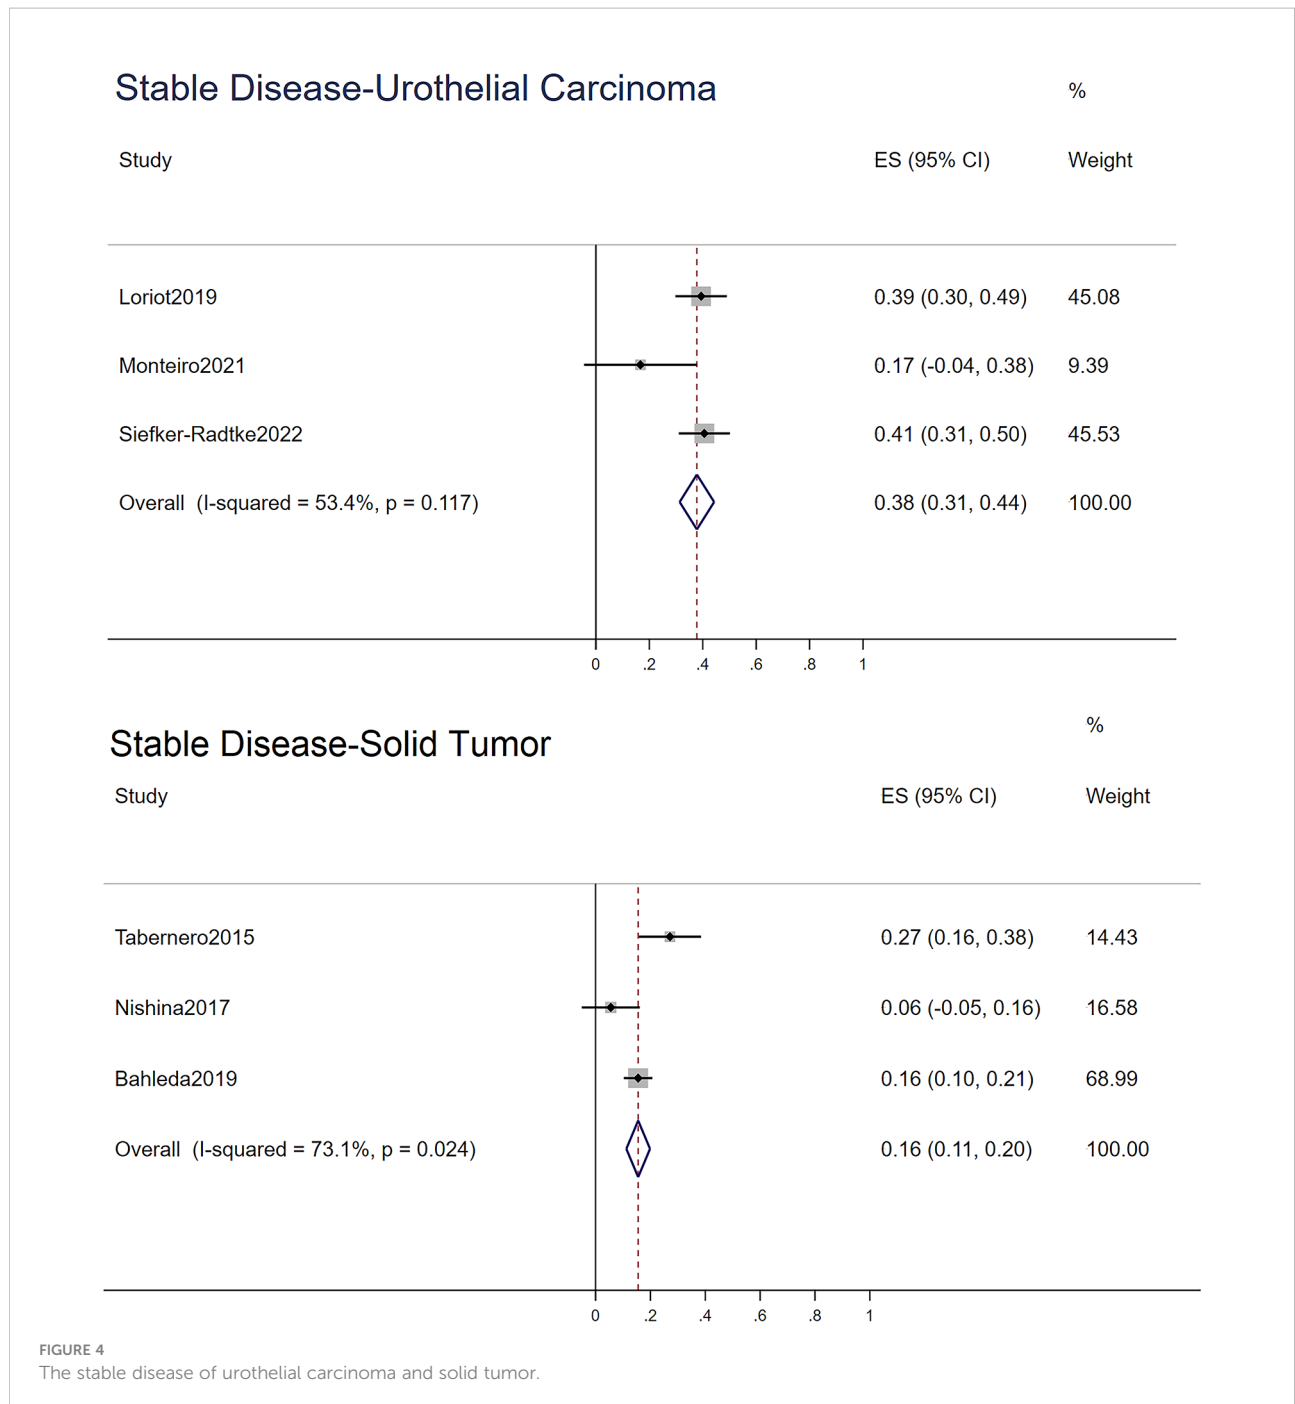 Stable Disease-Urothelial Carcinoma %
Study ES (95% CI) Weight
Loriot2019 0.39 (0.30, 0.49) 45.08
Monteiro2021 0.17 (-0.04, 0.38) 9.39
Siefker-Radtke2022 0.41 (0.31, 0.50) 45.53
Overall (I-squared = 53.4%, p = 0.117) 0.38 (0.31, 0.44) 100.00
0 .2 .4 .6 .8 1
%
Stable Disease-Solid Tumor
Study ES (95% CI) Weight
Tabernero2015 0.27 (0.16, 0.38) 14.43
Nishina2017 0.06 (-0.05, 0.16) 16.58
Bahleda2019 0.16 (0.10, 0.21) 68.99
Overall (I-squared = 73.1%, p = 0.024) 0.16 (0.11, 0.20) 100.00
0 .2 .4 .6 .8 1
FIGURE 4
The stable disease of urothelial carcinoma and solid tumor.